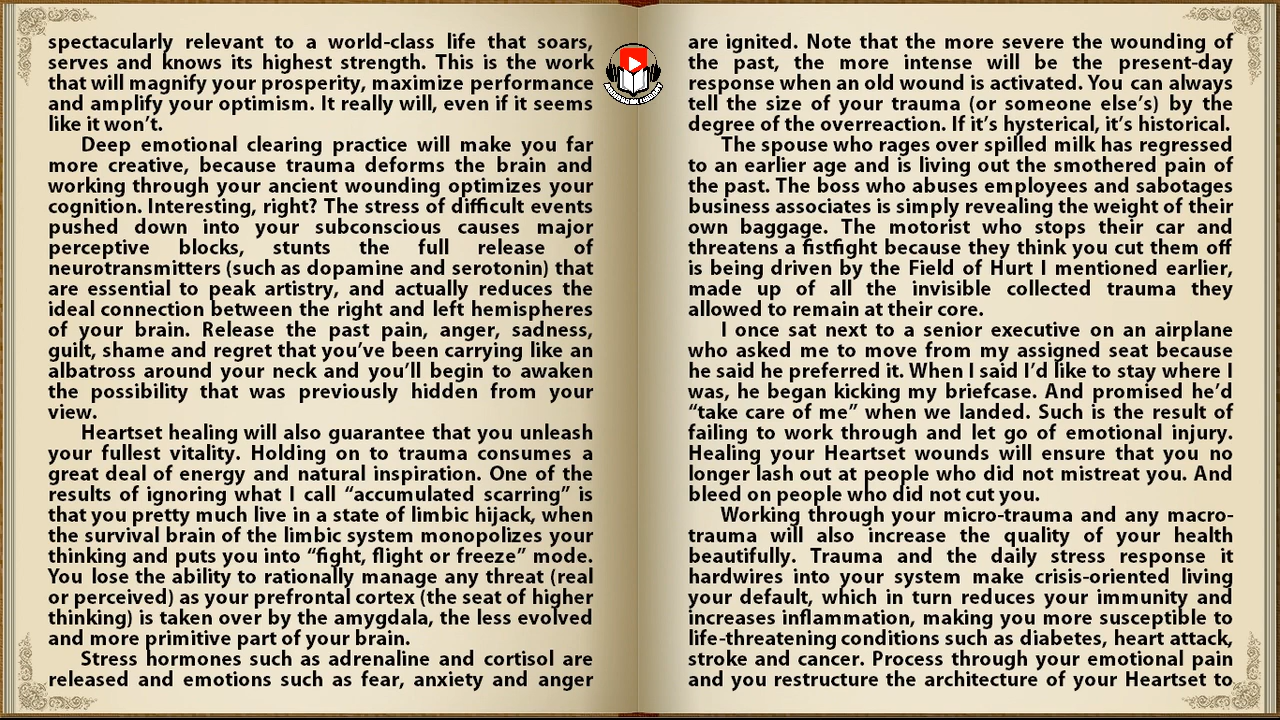 spectacularly relevant to a world-class life that soars,
serves and knows its highest strength. This is the work
that will magnify your prosperity, maximize performance
and amplify your optimism. It really will, even if it seems
like it won't.
Deep emotional clearing practice will make you far
more creative, because trauma deforms the brain and
working through your ancient wounding optimizes your
cognition. Interesting, right? The stress of difficult events
pushed down into your subconscious causes major
perceptive blocks, stunts the full release of
neurotransmitters (such as dopamine and serotonin) that
are essential to peak artistry, and actually reduces the
ideal connection between the right and left hemispheres
of your brain. Release the past pain, anger, sadness,
guilt, shame and regret that you've been carrying like an
albatross around your neck and you'll begin to awaken
the possibility that was previously hidden from your
view.
Heartset healing will also guarantee that you unleash
your fullest vitality. Holding on to trauma consumes a
great deal of energy and natural inspiration. One of the
results of ignoring what I call “accumulated scarring” is
that you pretty much live in a state of limbic hijack, when
the survival brain of the limbic system monopolizes your
thinking and puts you into “fight, flight or freeze” mode.
You lose the ability to rationally manage any threat (real
or perceived) as your prefrontal cortex (the seat of higher
thinking) is taken over by the amygdala, the less evolved
and more primitive part of your brain.
Stress hormones such as adrenaline and cortisol are
released and emotions such as fear, anxiety and anger
are ignited. Note that the more severe the wounding of
the past, the more intense will be the present-day
response when an old wound is activated. You can always
tell the size of your trauma (or someone else's) by the
degree of the overreaction. If it's hysterical, it's historical.
The spouse who rages over spilled milk has regressed
to an earlier age and is living out the smothered pain of
the past. The boss who abuses employees and sabotages
business associates is simply revealing the weight of their
own baggage. The motorist who stops their car and
threatens a fistfight because they think you cut them off
is being driven by the Field of Hurt I mentioned earlier,
made up of all the invisible collected trauma they
allowed to remain at their core.
I once sat next to a senior executive on an airplane
who asked me to move from my assigned seat because
he said he preferred it. When I said I'd like to stay where I
was, he began kicking my briefcase. And promised he'd
“take care of me” when we landed. Such is the result of
failing to work through and let go of emotional injury.
Healing your Heartset wounds will ensure that you no
longer lash out at people who did not mistreat you. And
bleed on people who did not cut you.
Working through your micro-trauma and any macro-
trauma will also increase the quality of your health
beautifully. Trauma and the daily stress response it
hardwires into your system make crisis-oriented living
your default, which in turn reduces your immunity and
increases inflammation, making you more susceptible to
life-threatening conditions such as diabetes, heart attack,
stroke and cancer. Process through your emotional pain
and you restructure the architecture of your Heartset to